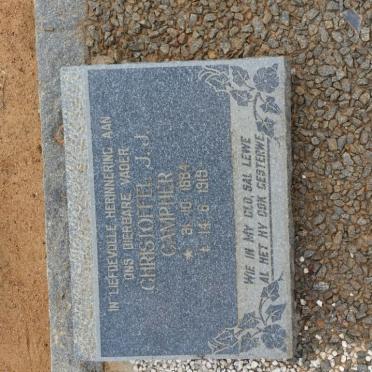 IN LIEFDEVOLLE HERINNERING AAN
ONS DIERBARE VADER
CHRISTOFFEL J. J.
CAMPHER
★ 31·10·1884
† 14·6·1919
WIE IN MY GLO, SAL LEWE
AL HET HY OOK GESTERWE